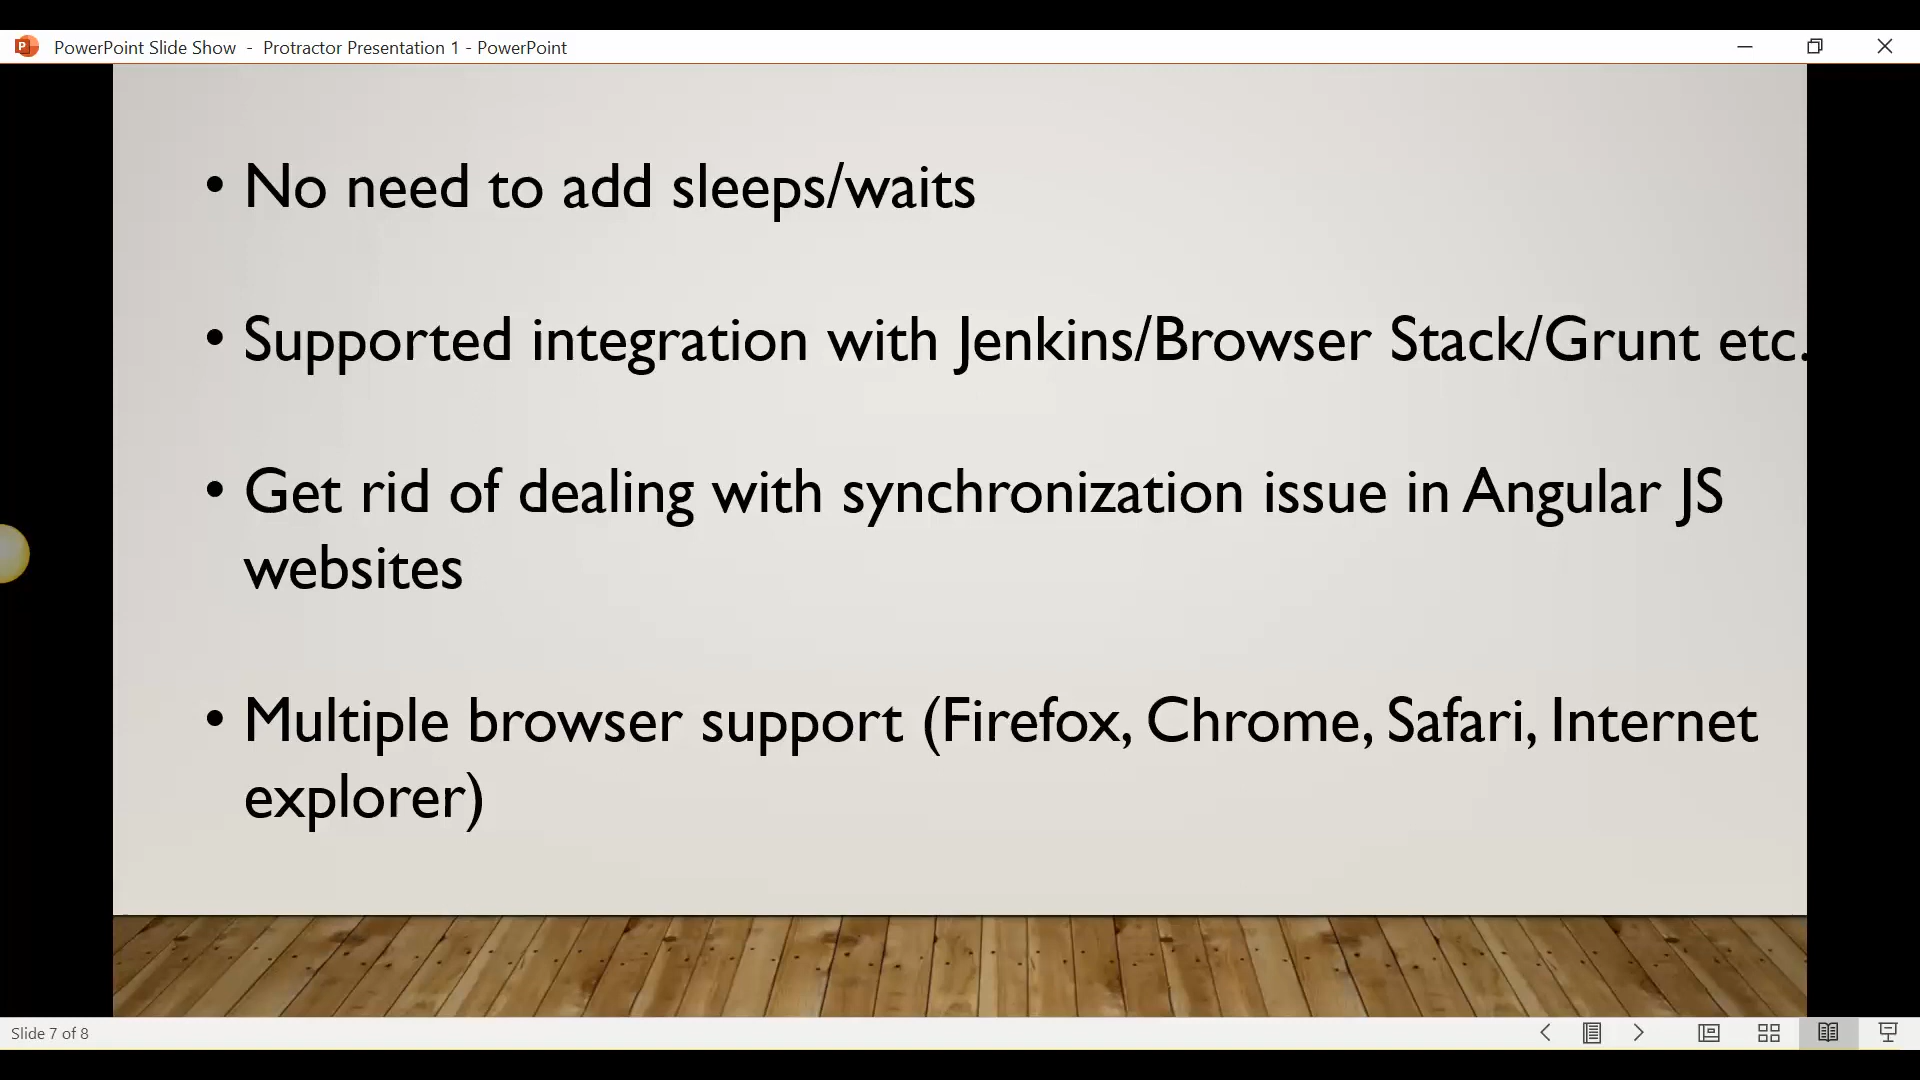 PowerPoint Slide Show - Protractor Presentation 1 - PowerPoint
• No need to add sleeps/waits
• Supported integration with Jenkins/Browser Stack/Grunt etc.
• Get rid of dealing with synchronization issue in Angular JS
websites
• Multiple browser support (Firefox, Chrome, Safari, Internet
explorer)
Slide 7 of 8